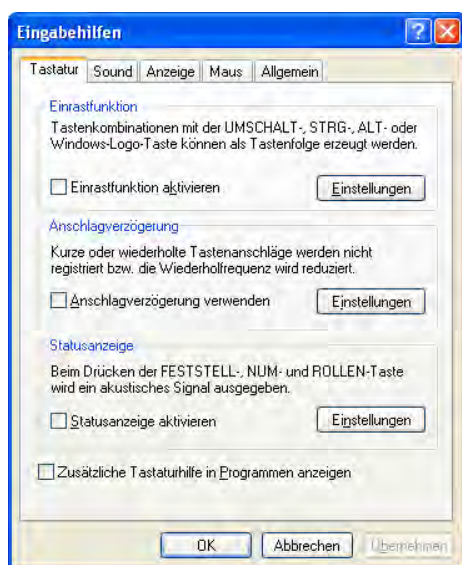 Eingabehilfen
Tastatur Sound Anzeige Maus Allgemein
Einrastfunktion
Tastenkombinationen mit der UMSCHALT-, STRG-, ALT- oder
Windows-Logo-Taste können als Tastenfolge erzeugt werden.
Einrastfunktion aktivieren Einstellungen
Anschlagverzögerung
Kurze oder wiederholte Tastenanschläge werden nicht
registriert bzw. die Wiederholfrequenz wird reduziert.
Anschlagverzögerung verwenden Einstellungen
Statusanzeige
Beim Drücken der FESTSTELL-, NUM- und ROLLEN-Taste
wird ein akustisches Signal ausgegeben.
Statusanzeige aktivieren Einstellungen
Zusätzliche Tastaturhilfe in Programmen anzeigen
OK Abbrechen Übernehmen